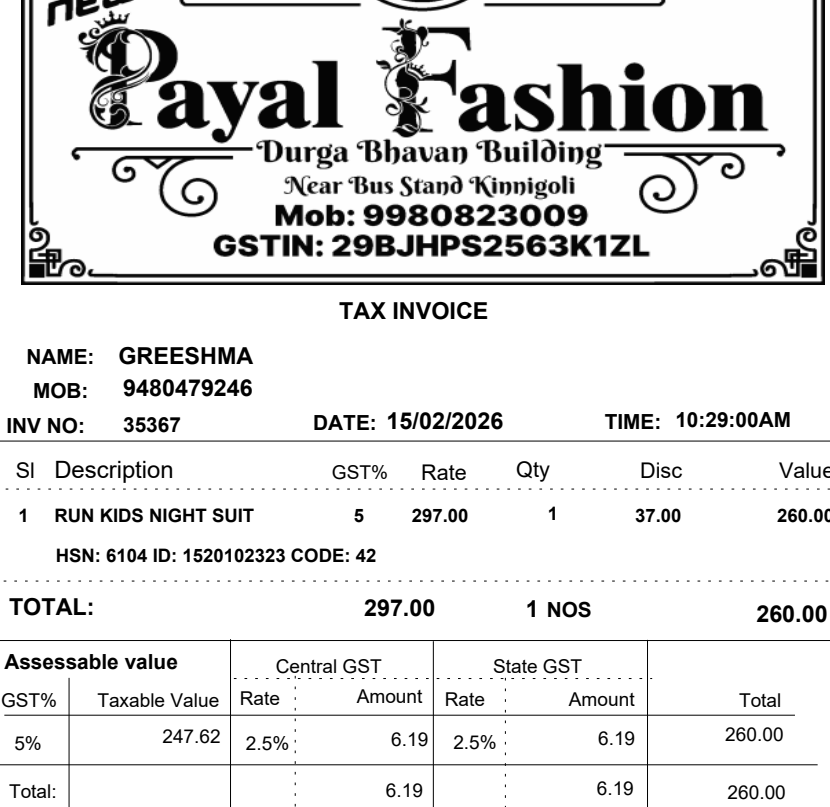 new
Payal Fashion
Durga Bhavan Building
Near Bus Stand Kinnigoli
Mob: 9980823009
GSTIN: 29BJHPS2563K1ZL
TAX INVOICE
NAME: GREESHMA
MOB: 9480479246
INV NO: 35367 DATE: 15/02/2026 TIME: 10:29:00AM
Sl Description GST% Rate Qty Disc Value
1 RUN KIDS NIGHT SUIT 5 297.00 1 37.00 260.00
HSN: 6104 ID: 1520102323 CODE: 42
TOTAL: 297.00 1 NOS 260.00
Assessable value Central GST State GST
GST% Taxable Value Rate Amount Rate Amount Total
5% 247.62 2.5% 6.19 2.5% 6.19 260.00
Total: 6.19 6.19 260.00